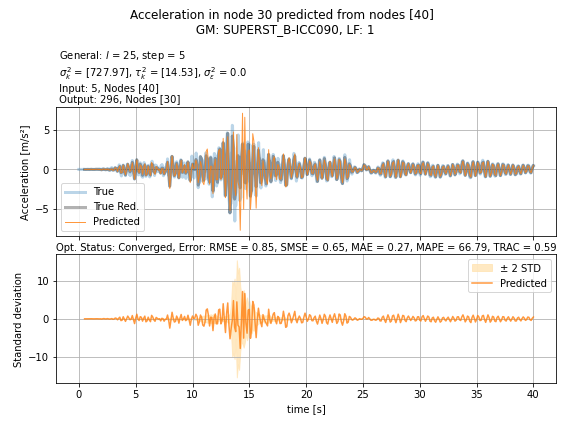 Acceleration in node 30 predicted from nodes [40]
GM: SUPERST_B-ICC090, LF: 1
General: l = 25, step = 5
σ²ₖ = [727.97], τ²ₖ = [14.53], σ²ε = 0.0
Input: 5, Nodes [40]
Output: 296, Nodes [30]
Acceleration [m/s²]
5
0
−5
True
True Red.
Predicted
Opt. Status: Converged, Error: RMSE = 0.85, SMSE = 0.65, MAE = 0.27, MAPE = 66.79, TRAC = 0.59
Standard deviation
10
0
−10
± 2 STD
Predicted
0 5 10 15 20 25 30 35 40
time [s]